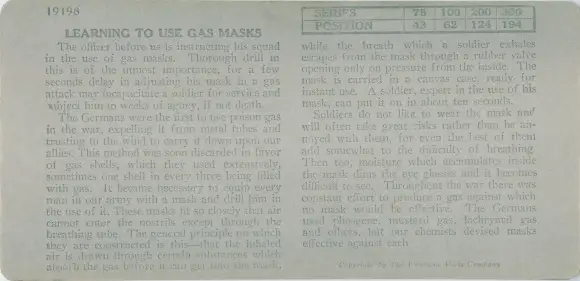 19198
LEARNING TO USE GAS MASKS
The officer before us is instructing his squad
in the use of gas masks. Thorough drill in
this is of the utmost importance, for a few
seconds delay in adjusting his mask in a gas
attack may incapacitate a soldier for service and
subject him to weeks of agony, if not death.
The Germans were the first to use poison gas
in the war, expelling it from metal tubes and
trusting to the wind to carry it down upon our
allies. This method was soon discarded in favor
of gas shells, which they used extensively,
sometimes one shell in every three being filled
with gas. It became necessary to equip every
man in our army with a mask and drill him in
the use of it. These masks fit so closely that air
cannot enter the nostrils except through the
breathing tube. The general principle on which
they are constructed is this—that the inhaled
air is drawn through certain substances which
absorb the gas before it can get into the mask,
SERIES 78 100 200 300
POSITION 43 62 124 194
while the breath which a soldier exhales
escapes from the mask through a rubber valve
opening only on pressure from the inside. The
mask is carried in a canvas case, ready for
instant use. A soldier, expert in the use of his
mask, can put it on in about ten seconds.
Soldiers do not like to wear the mask and
will often take great risks rather than be an-
noyed with them, for even the best of them
add somewhat to the difficulty of breathing.
Then too, moisture which accumulates inside
the mask dims the eye glasses and it becomes
difficult to see. Throughout the war there was
constant effort to produce a gas against which
no mask would be effective. The Germans
used phosgene, mustard gas, lachrymal gas
and others, but our chemists devised masks
effective against each.
Copyright by The Keystone View Company